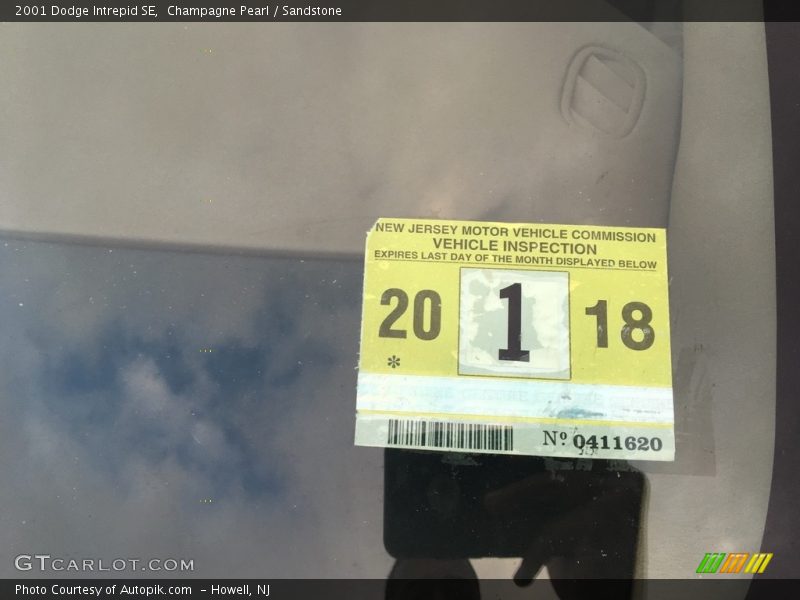 2001 Dodge Intrepid SE, Champagne Pearl / Sandstone
NEW JERSEY MOTOR VEHICLE COMMISSION
VEHICLE INSPECTION
EXPIRES LAST DAY OF THE MONTH DISPLAYED BELOW
20 1 18
*
Nº 0411620
GTCARLOT.COM
Photo Courtesy of Autopik.com – Howell, NJ